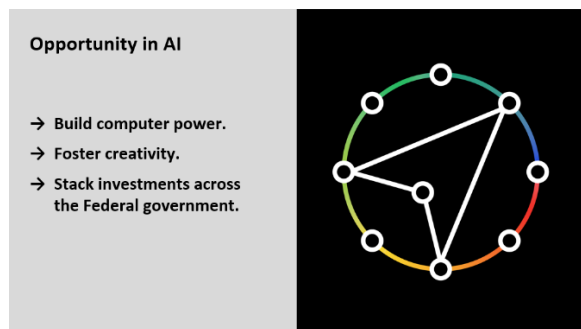 Opportunity in AI
→ Build computer power.
→ Foster creativity.
→ Stack investments across
the Federal government.